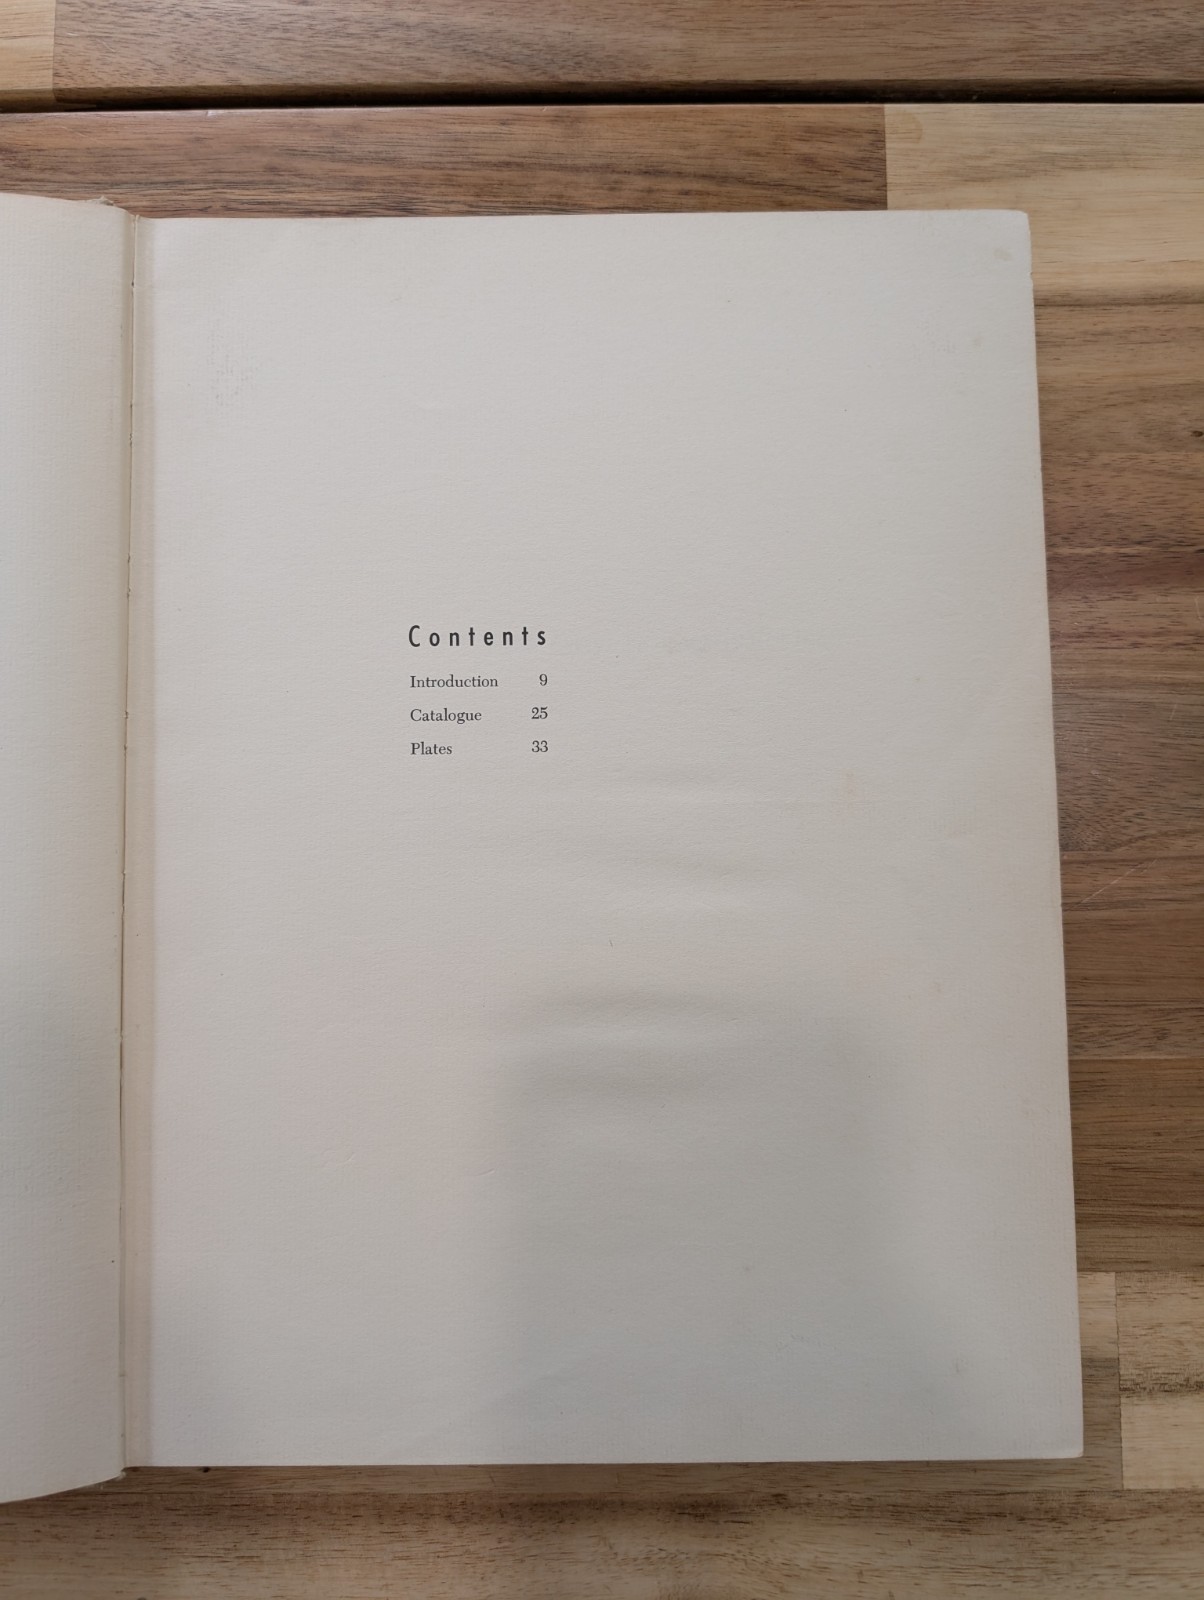 Contents
Introduction 9
Catalogue 25
Plates 33